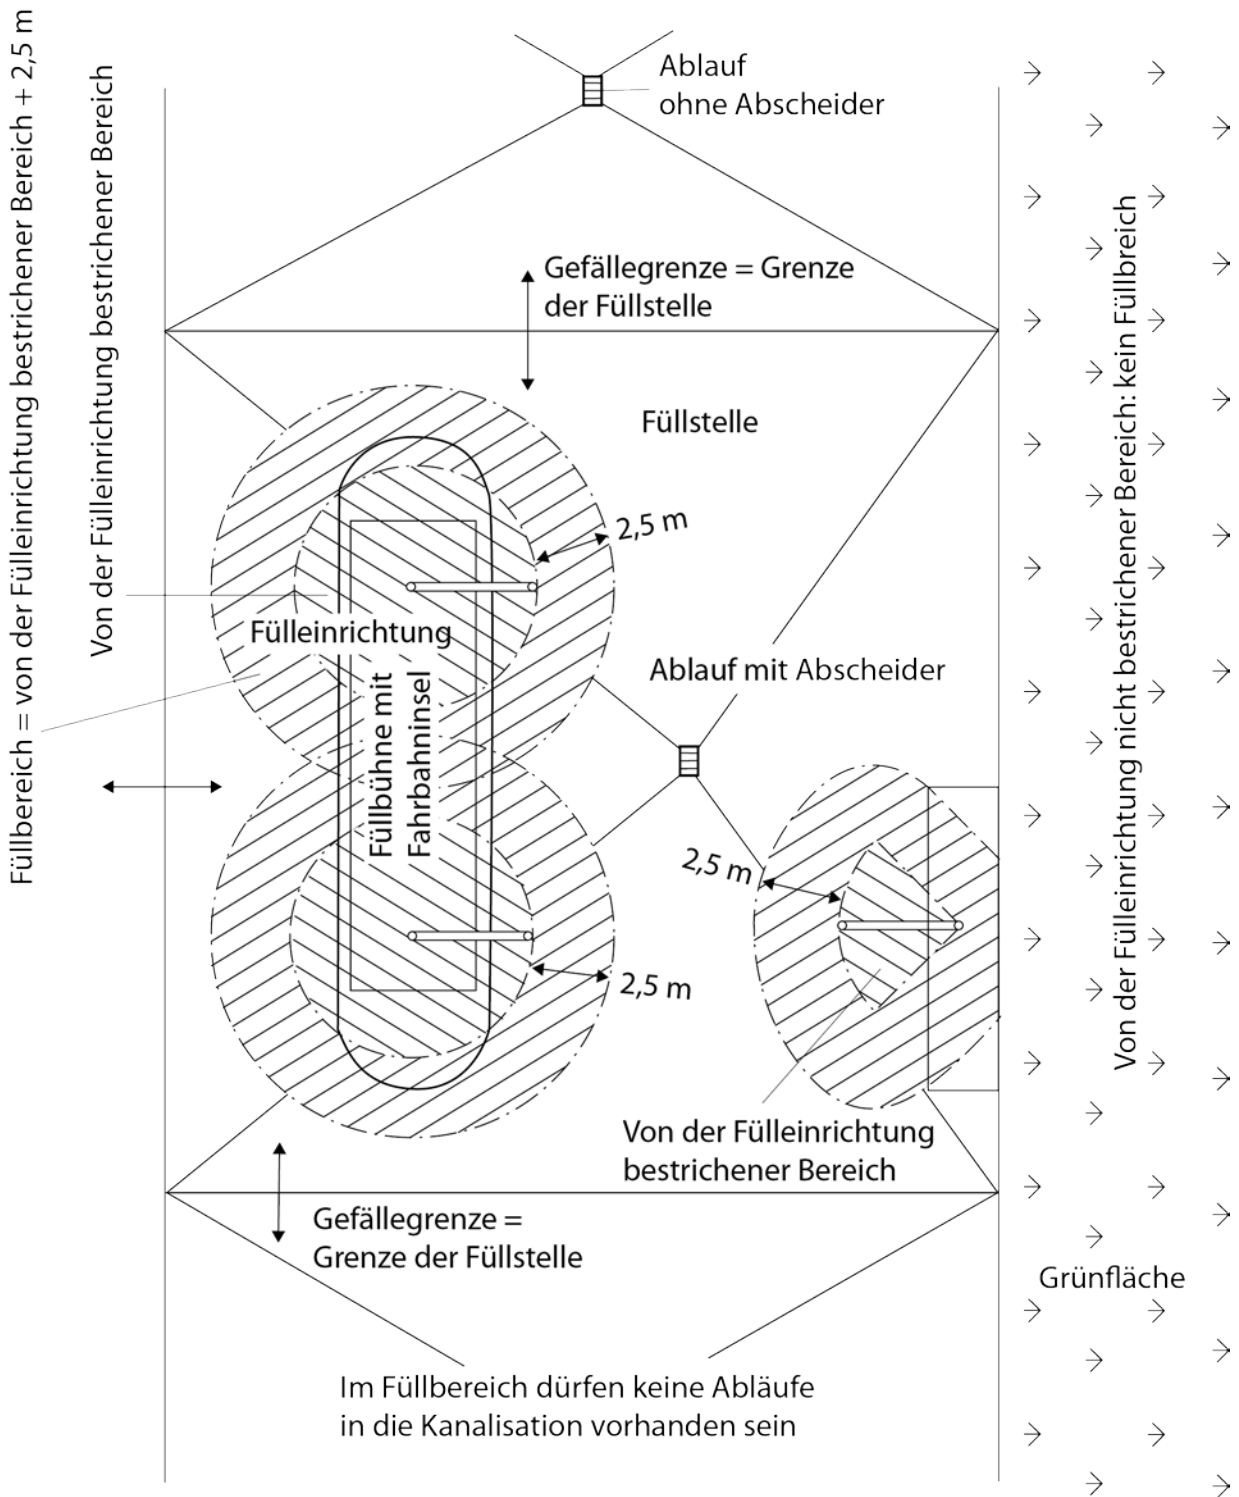 Füllbereich = von der Fülleinrichtung bestrichener Bereich + 2,5 m
Von der Fülleinrichtung bestrichener Bereich
Ablauf
ohne Abscheider
Gefällegrenze = Grenze
der Füllstelle
Füllstelle
2,5 m
Fülleinrichtung
Füllbühne mit
Fahrbahninsel
Ablauf mit Abscheider
2,5 m
2,5 m
Von der Fülleinrichtung
bestrichener Bereich
Gefällegrenze =
Grenze der Füllstelle
Im Füllbereich dürfen keine Abläufe
in die Kanalisation vorhanden sein
Von der Fülleinrichtung nicht bestrichener Bereich: kein Füllbreich
Grünfläche